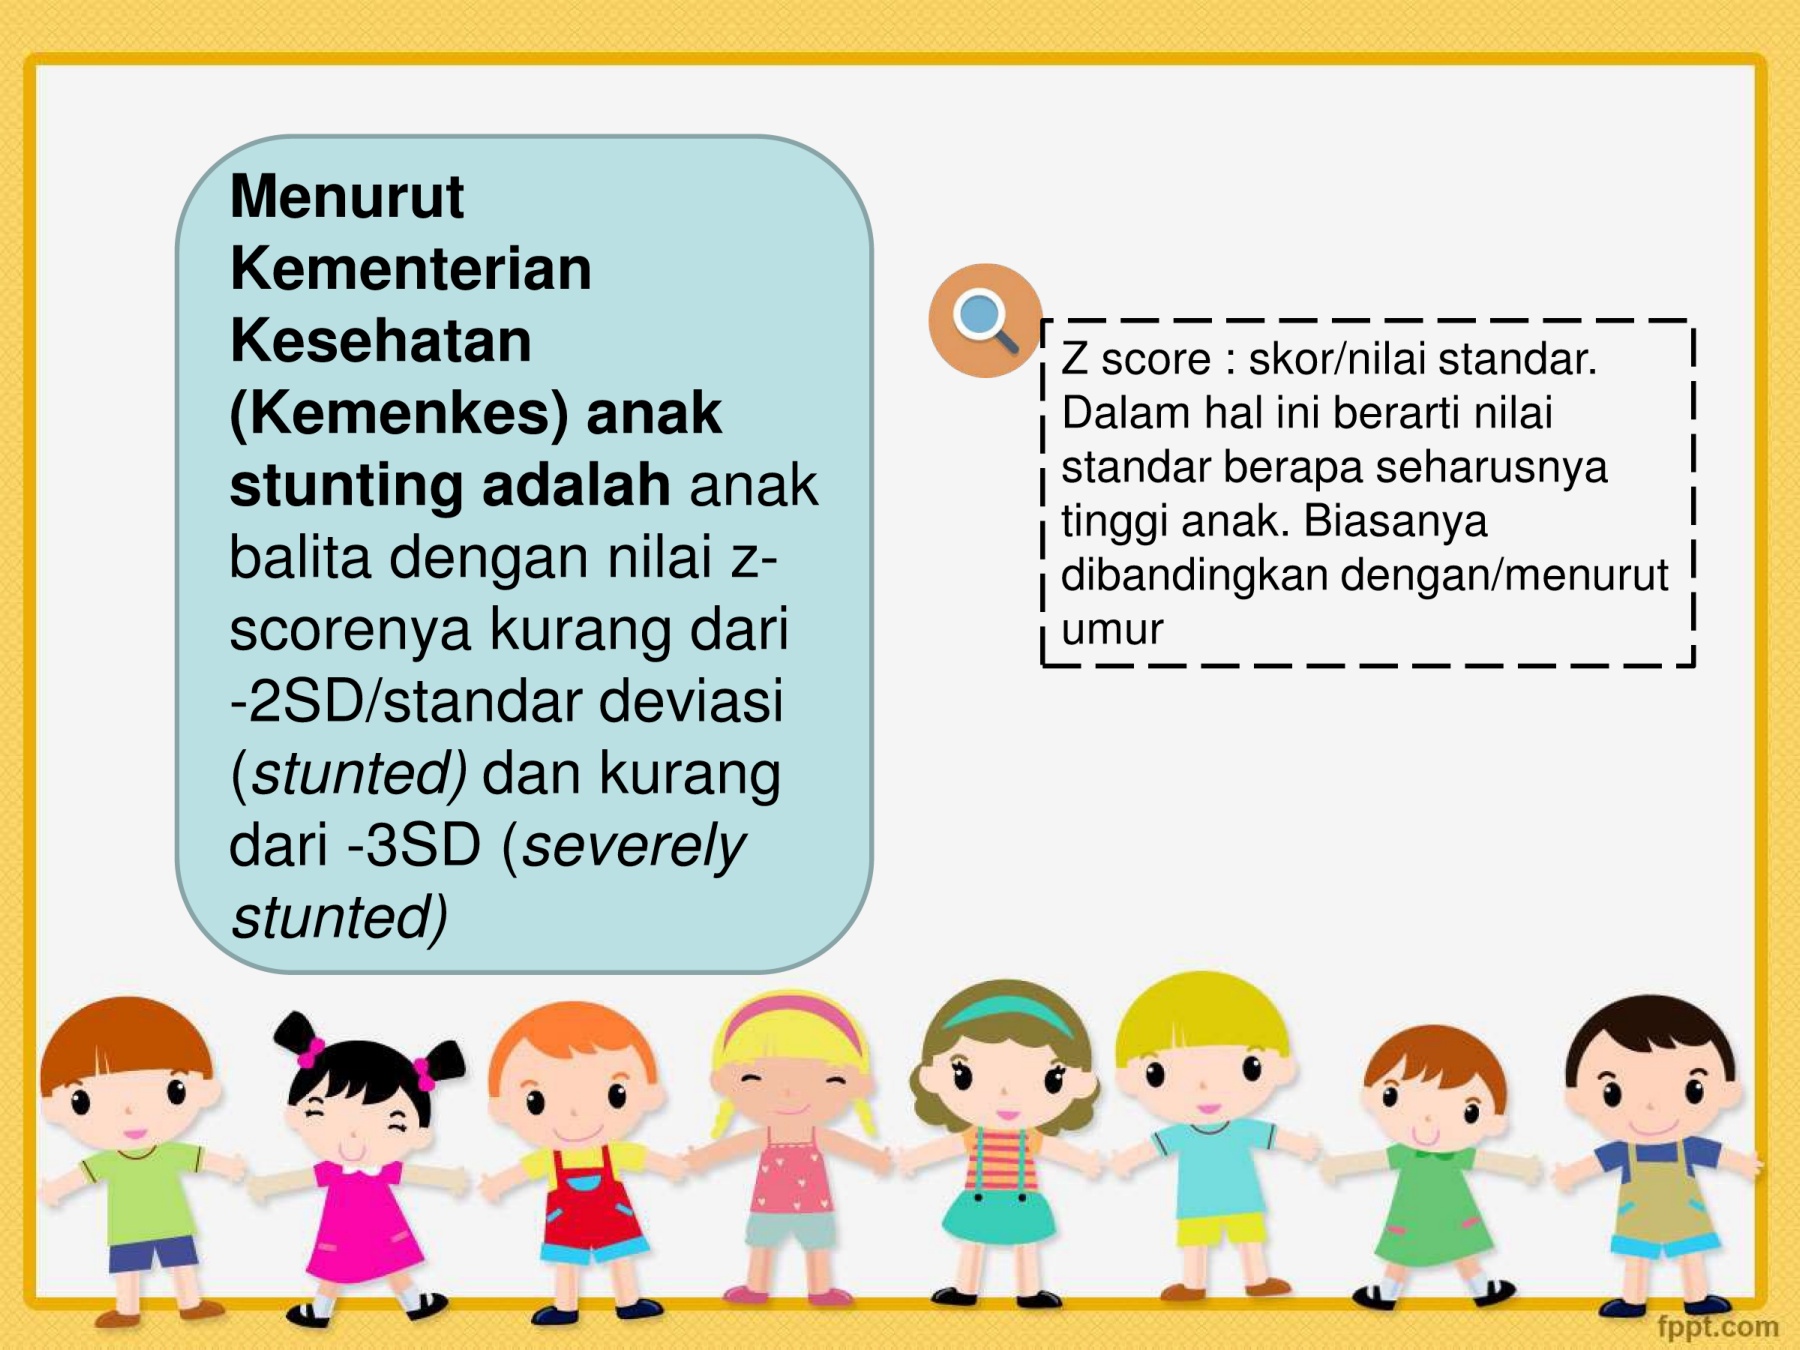 Menurut
Kementerian
Kesehatan
(Kemenkes) anak
stunting adalah anak
balita dengan nilai z-
scorenya kurang dari
-2SD/standar deviasi
(stunted) dan kurang
dari -3SD (severely
stunted)
Z score : skor/nilai standar.
Dalam hal ini berarti nilai
standar berapa seharusnya
tinggi anak. Biasanya
dibandingkan dengan/menurut
umur
fppt.com